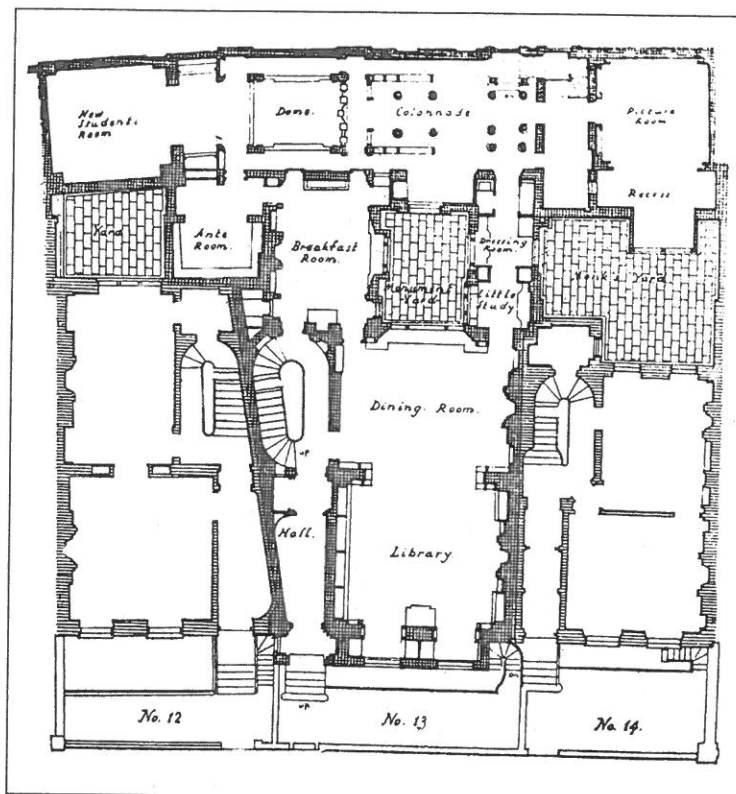 New
Students
Room
Dome.
Colonnade
Picture
Room
Recess
Yard
Ante
Room.
Breakfast
Room.
Monument
Yard
Dressing
Room.
Little
Study
Monk's Yard
Dining. Room.
up
Hall.
Library
up
No. 12
No. 13
No. 14.